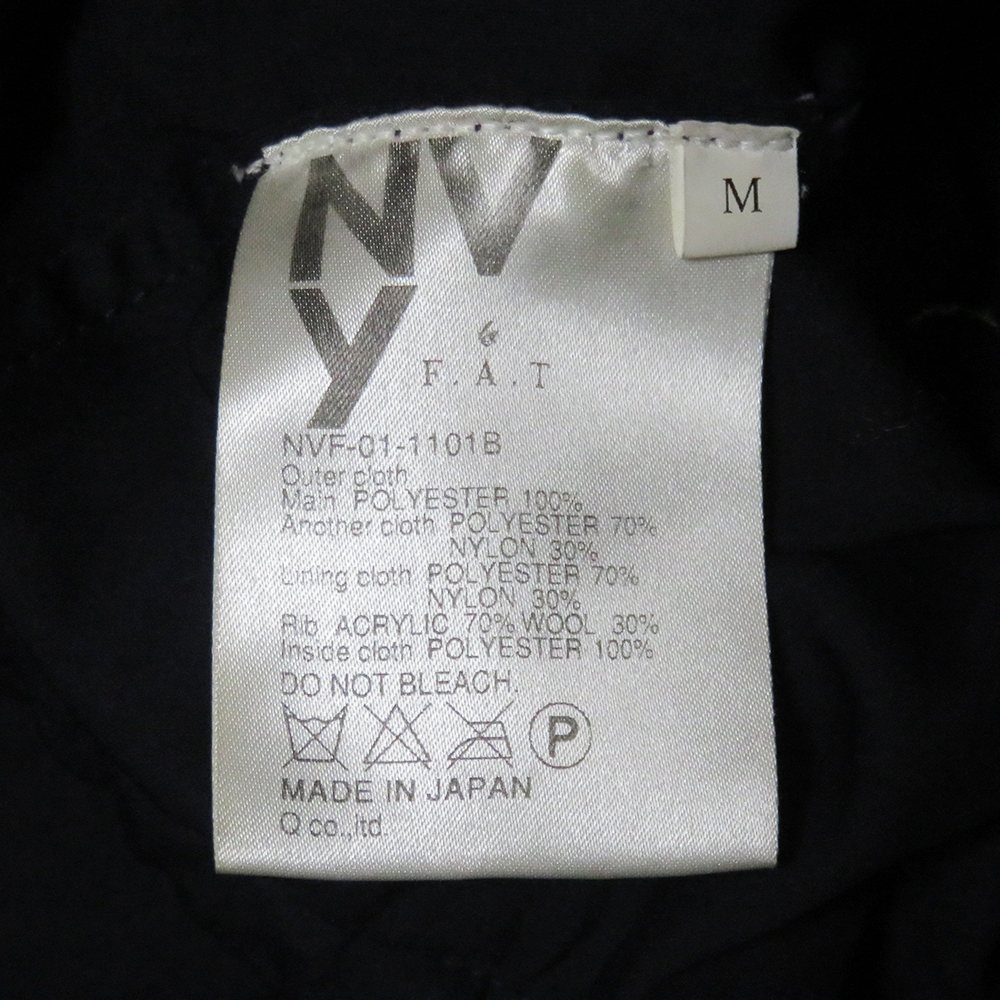 NV
M
y
&
F.A.T
NVF-01-1101B
Outer cloth
Main POLYESTER 100%
Another cloth POLYESTER 70%
NYLON 30%
Lining cloth POLYESTER 70%
NYLON 30%
Rib ACRYLIC 70% WOOL 30%
Inside cloth POLYESTER 100%
DO NOT BLEACH.
P
MADE IN JAPAN
Q co.,ltd.